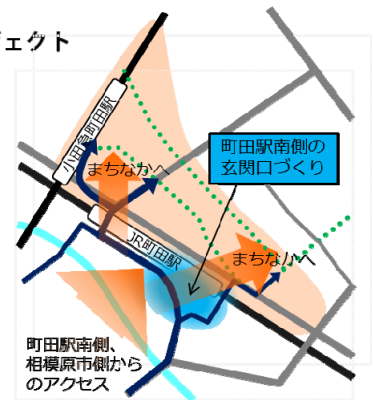 ジェクト
小田急町田駅
町田駅南側の
玄関口づくり
まちなかへ
JR町田駅
まちなかへ
町田駅南側、
相模原市側から
のアクセス